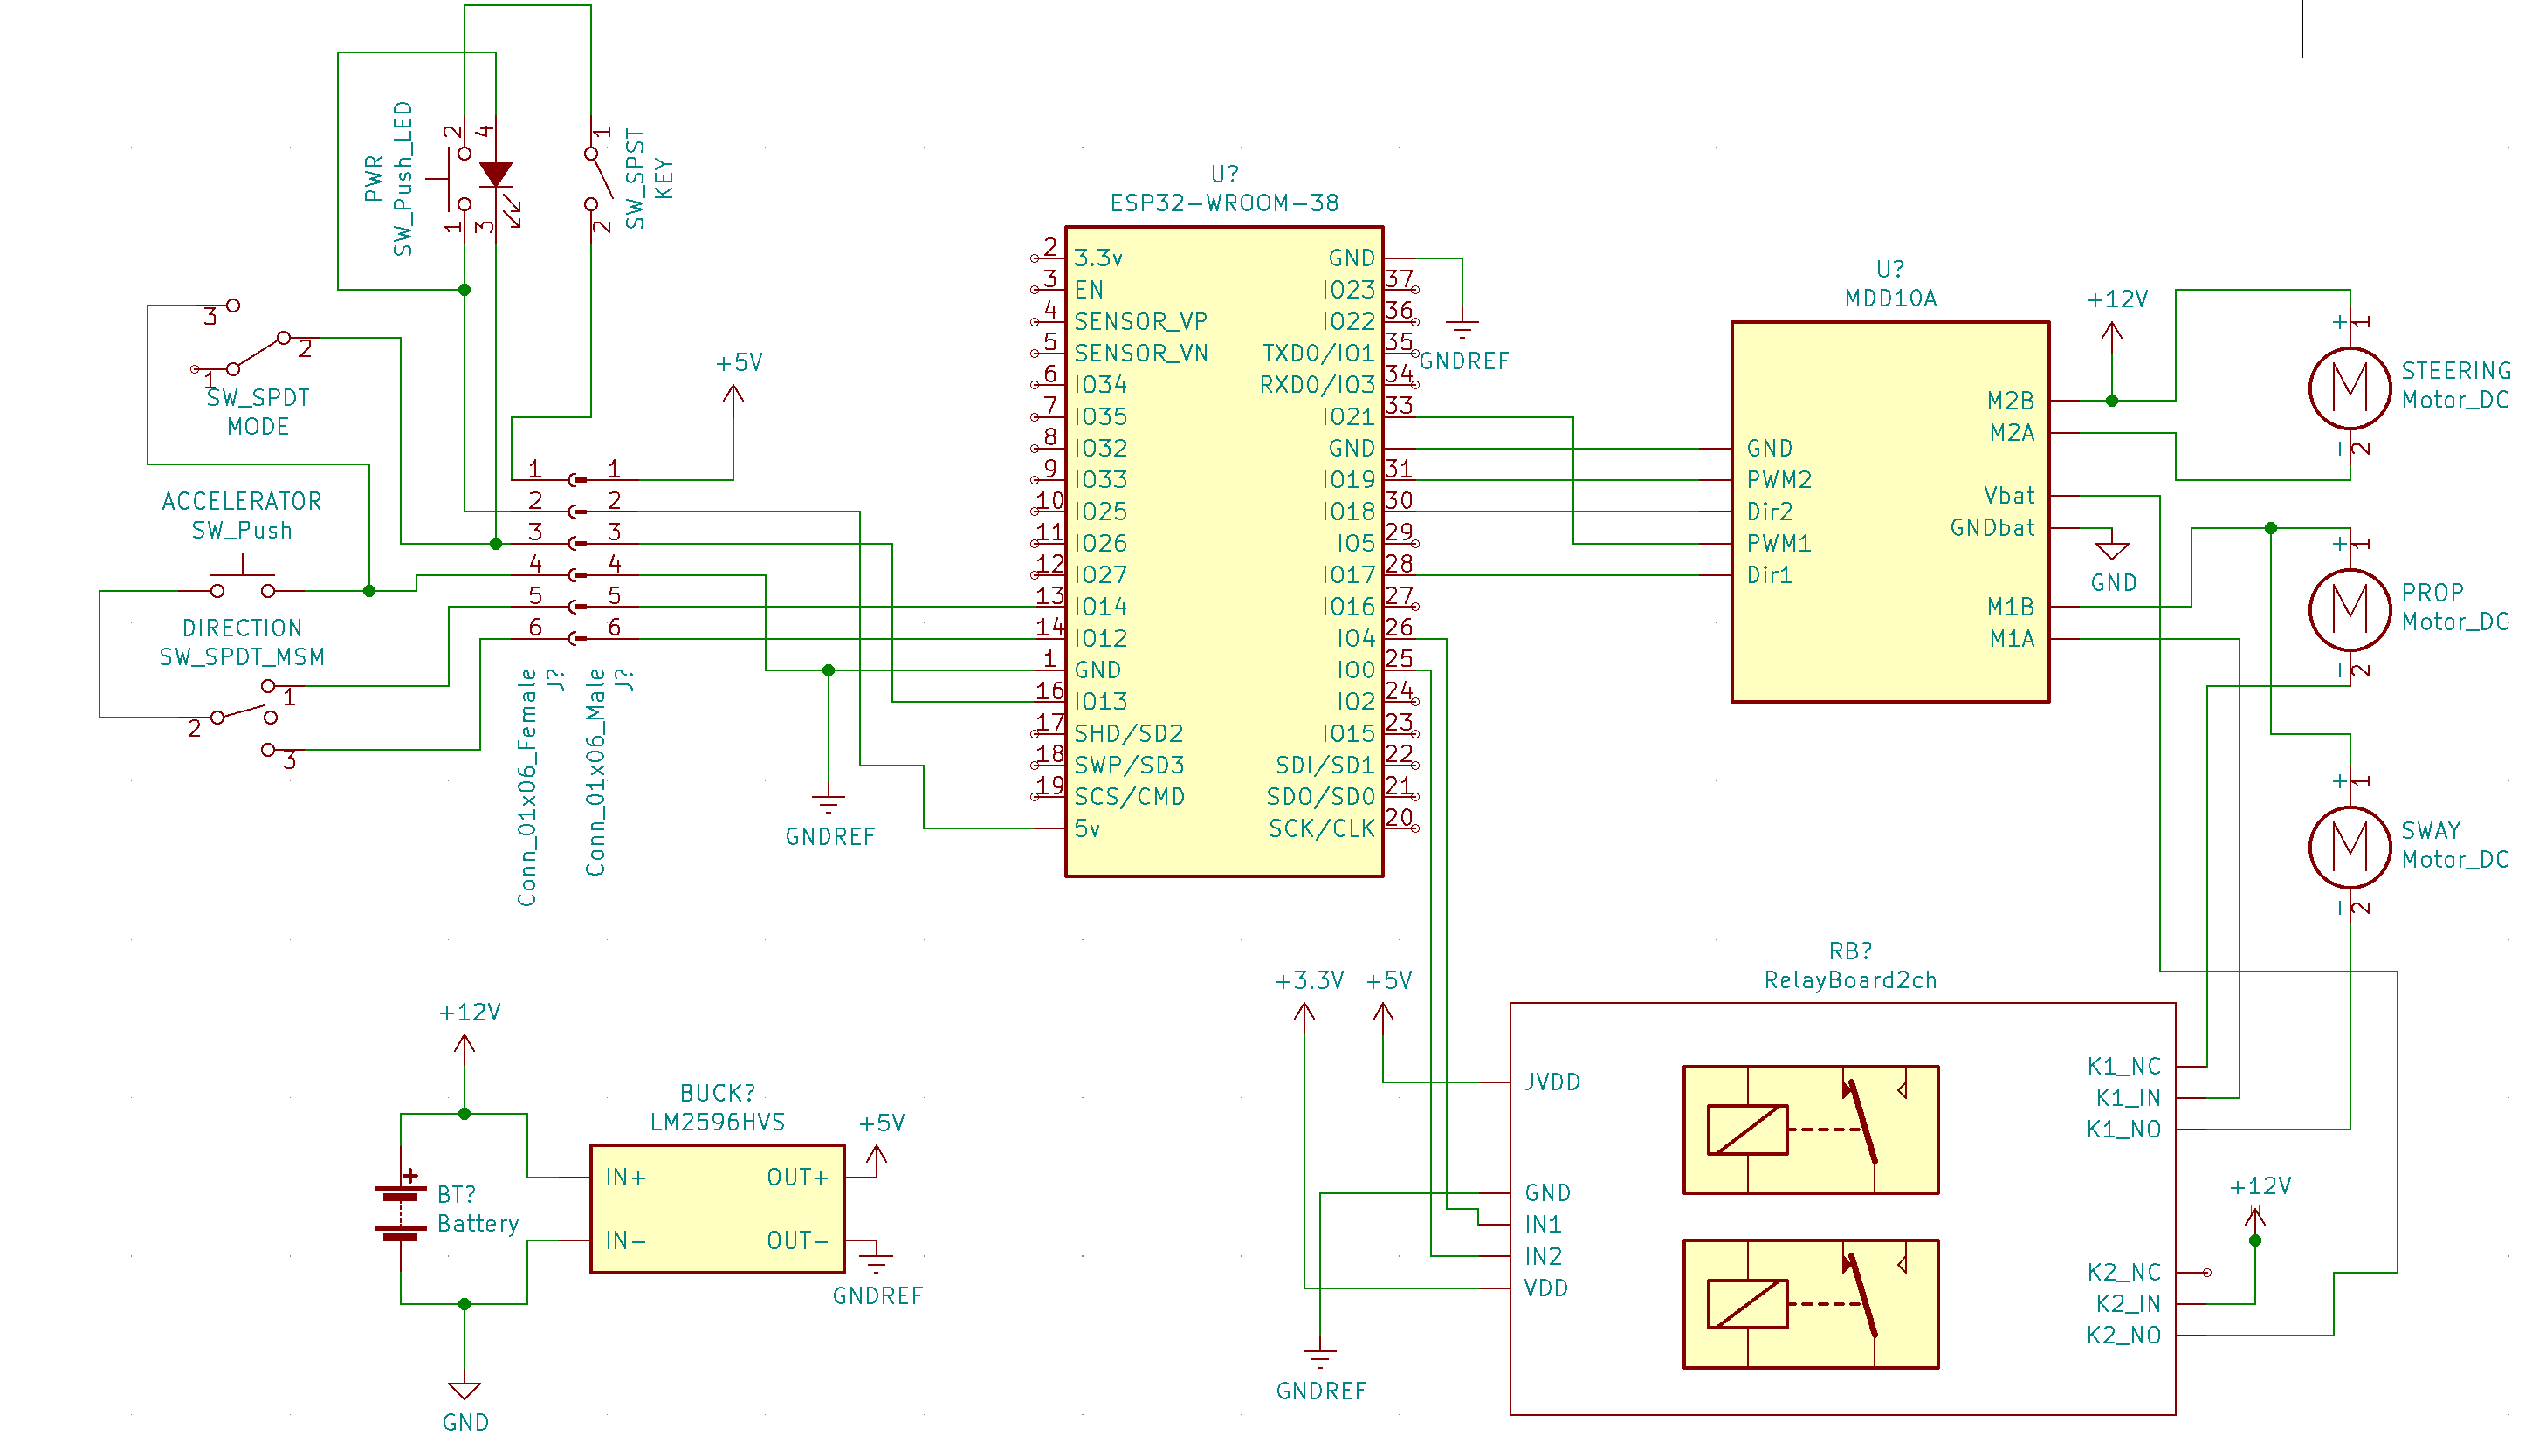 PWR
SW_Push_LED
2
4
1
3
1
2
SW_SPST
KEY
3
2
1
SW_SPDT
MODE
ACCELERATOR
SW_Push
DIRECTION
SW_SPDT_MSM
1
2
3
+5V
1 1
2 2
3 3
4 4
5 5
6 6
Conn_01x06_Female
J?
Conn_01x06_Male
J?
GNDREF
U?
ESP32-WROOM-38
2 3.3v
3 EN
4 SENSOR_VP
5 SENSOR_VN
6 IO34
7 IO35
8 IO32
9 IO33
10 IO25
11 IO26
12 IO27
13 IO14
14 IO12
1 GND
16 IO13
17 SHD/SD2
18 SWP/SD3
19 SCS/CMD
5v
GND
IO23 37
IO22 36
TXD0/IO1 35
RXD0/IO3 34
IO21 33
GND
IO19 31
IO18 30
IO5 29
IO17 28
IO16 27
IO4 26
IO0 25
IO2 24
IO15 23
SDI/SD1 22
SDO/SD0 21
SCK/CLK 20
GNDREF
U?
MDD10A
GND
PWM2
Dir2
PWM1
Dir1
M2B
M2A
Vbat
GNDbat
M1B
M1A
+12V
GND
+ 1
M
- 2
STEERING
Motor_DC
+ 1
M
- 2
PROP
Motor_DC
+ 1
M
- 2
SWAY
Motor_DC
+12V
+
BT?
Battery
GND
BUCK?
LM2596HVS
IN+ OUT+
IN- OUT-
+5V
GNDREF
+3.3V +5V
GNDREF
RB?
RelayBoard2ch
JVDD
GND
IN1
IN2
VDD
K1_NC
K1_IN
K1_NO
+12V
K2_NC
K2_IN
K2_NO